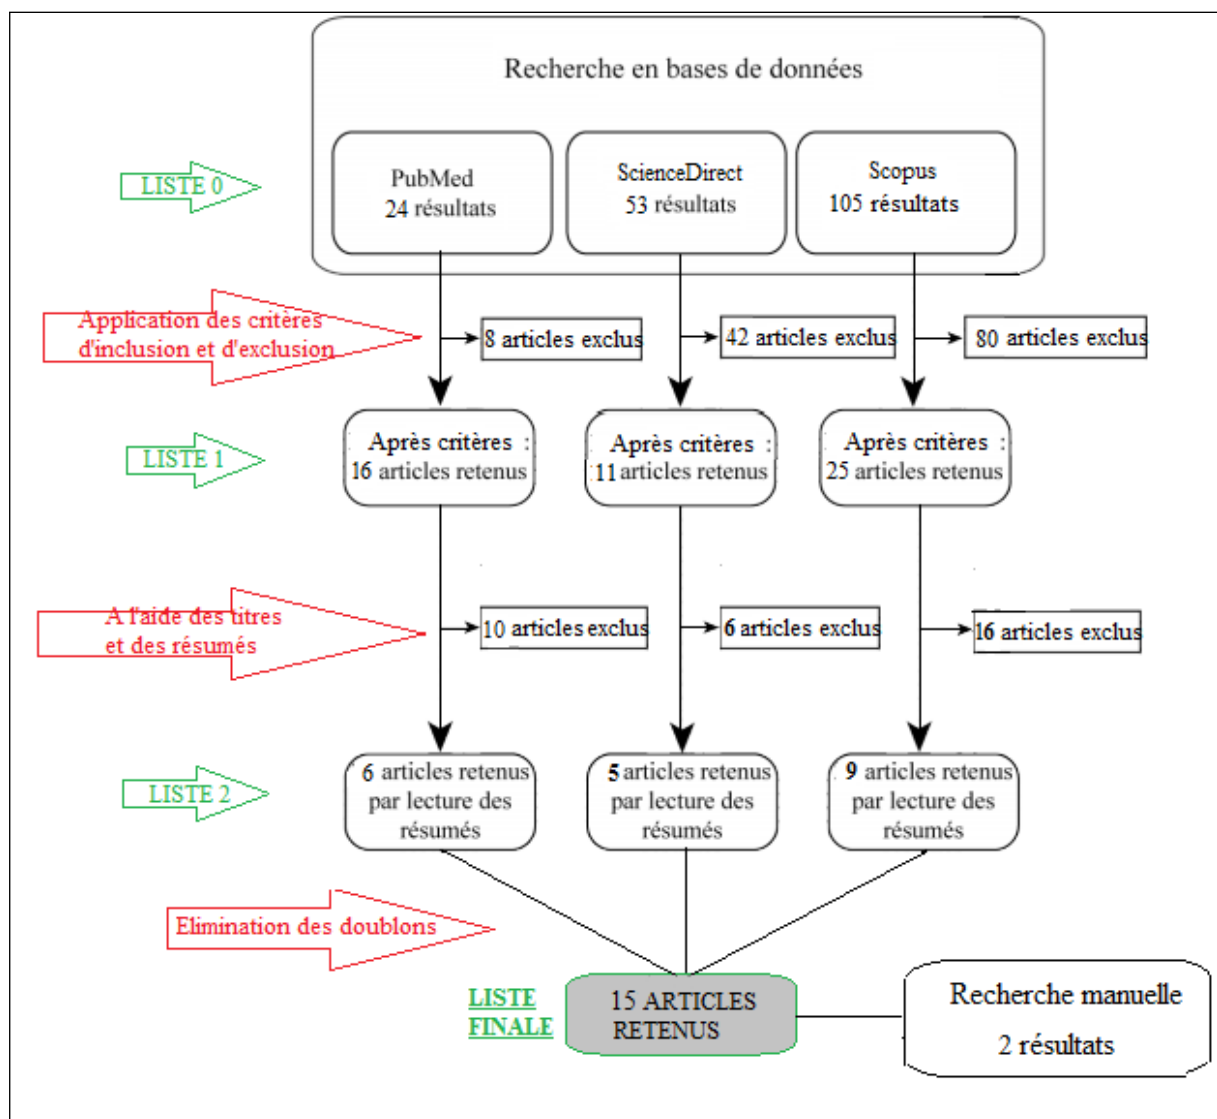 Recherche en bases de données
LISTE 0
PubMed
24 résultats
ScienceDirect
53 résultats
Scopus
105 résultats
Application des critères
d'inclusion et d'exclusion
8 articles exclus
42 articles exclus
80 articles exclus
LISTE 1
Après critères :
16 articles retenus
Après critères :
11 articles retenus
Après critères :
25 articles retenus
A l'aide des titres
et des résumés
10 articles exclus
6 articles exclus
16 articles exclus
LISTE 2
6 articles retenus
par lecture des
résumés
5 articles retenus
par lecture des
résumés
9 articles retenus
par lecture des
résumés
Elimination des doublons
LISTE
FINALE
15 ARTICLES
RETENUS
Recherche manuelle
2 résultats